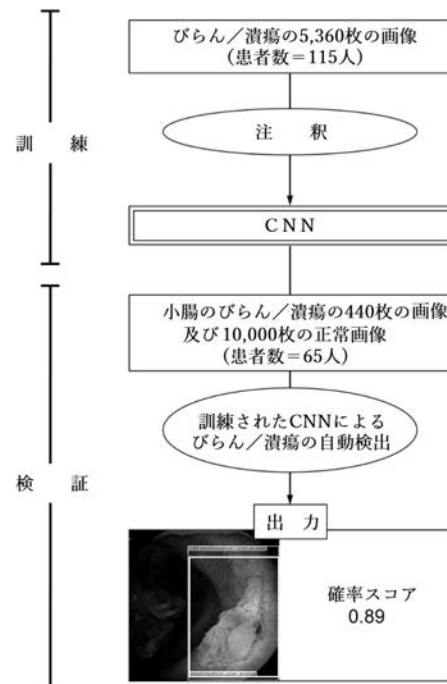 びらん／潰瘍の5,360枚の画像
（患者数＝115人）
注　釈
訓　練
ＣＮＮ
小腸のびらん／潰瘍の440枚の画像
及び10,000枚の正常画像
（患者数＝65人）
訓練されたCNNによる
びらん／潰瘍の自動検出
検　証
出　力
確率スコア
0.89